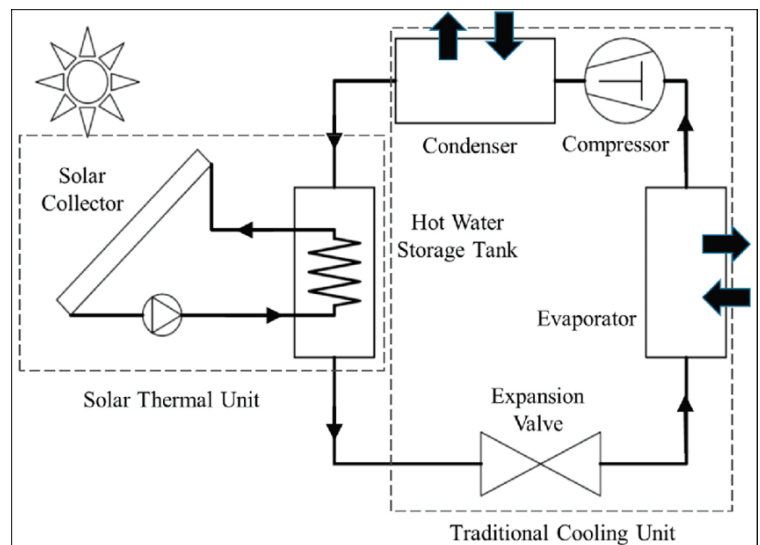 Condenser
Compressor
Solar
Collector
Hot Water
Storage Tank
Evaporator
Expansion
Valve
Solar Thermal Unit
Traditional Cooling Unit